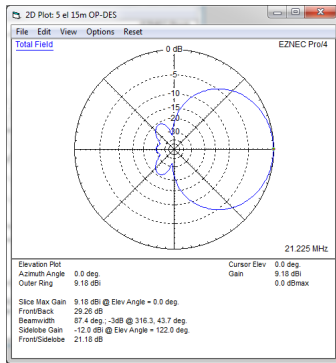 2D Plot: 5 el 15m OP-DES
File Edit View Options Reset
Total Field
EZNEC Pro/4
0 dB
-5
-10
-15
-20
-30
21.225 MHz
Elevation Plot
Cursor Elev 0.0 deg.
Azimuth Angle 0.0 deg.
Gain 9.18 dBi
Outer Ring 9.18 dBi
0.0 dBmax
Slice Max Gain 9.18 dBi @ Elev Angle = 0.0 deg.
Front/Back 29.26 dB
Beamwidth 87.4 deg.; -3dB @ 316.3, 43.7 deg.
Sidelobe Gain -12.0 dBi @ Elev Angle = 122.0 deg.
Front/Sidelobe 21.18 dB